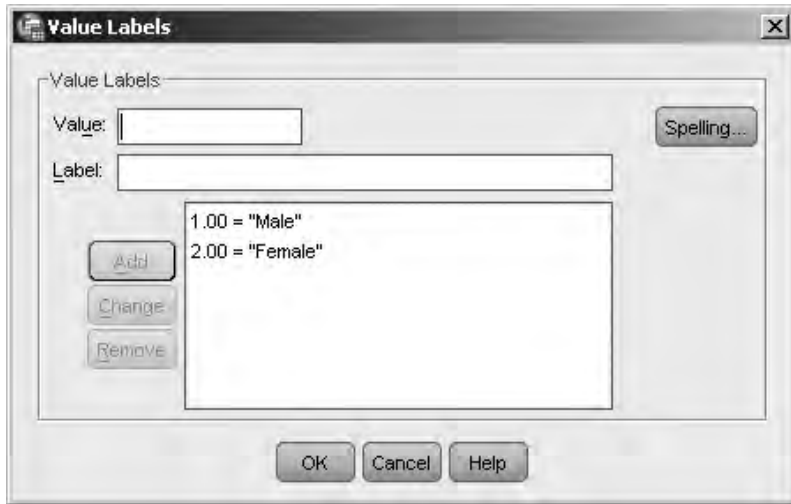 Value Labels
Value Labels
Value:
Spelling...
Label:
1.00 = "Male"
2.00 = "Female"
Add
Change
Remove
OK Cancel Help